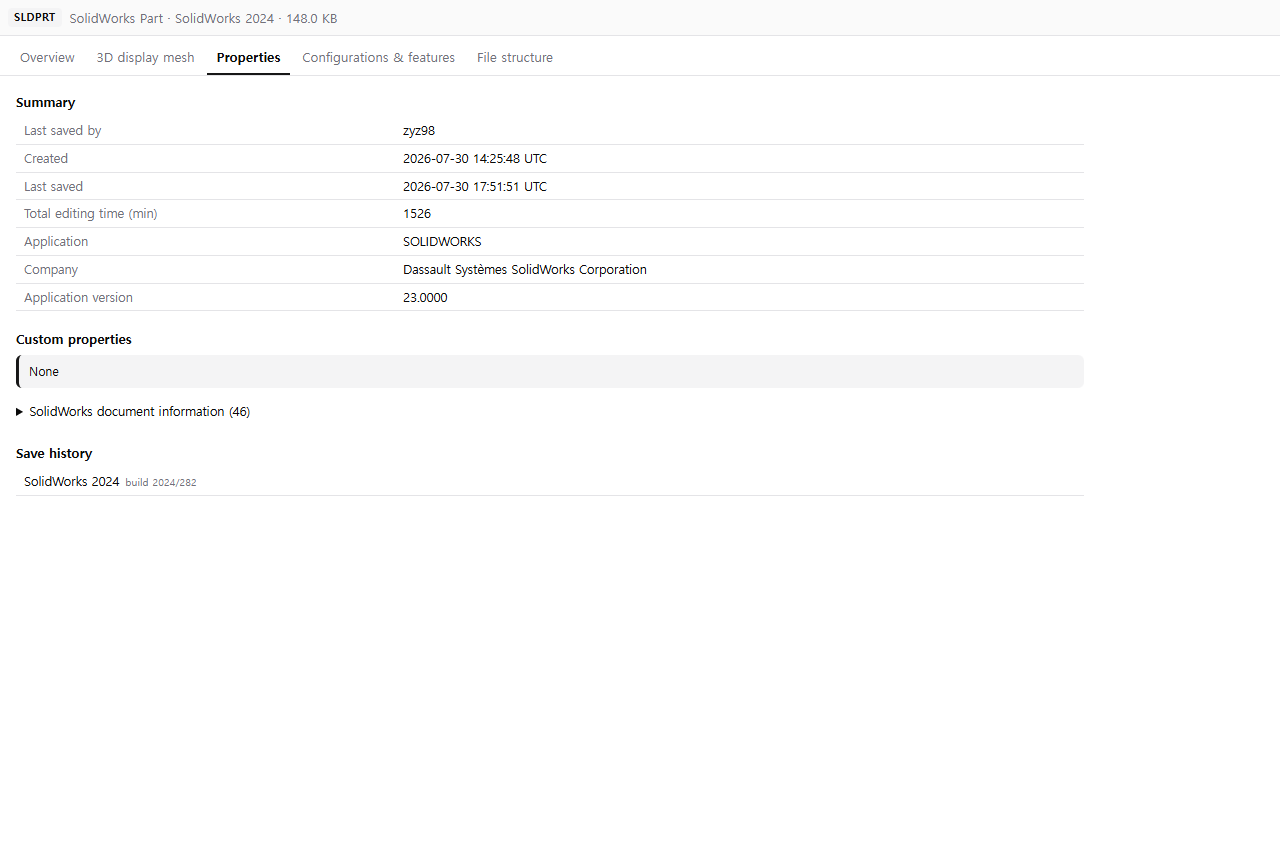 SLDPRT SolidWorks Part · SolidWorks 2024 · 148.0 KB
Overview 3D display mesh Properties Configurations & features File structure
Summary
Last saved by zyz98
Created 2026-07-30 14:25:48 UTC
Last saved 2026-07-30 17:51:51 UTC
Total editing time (min) 1526
Application SOLIDWORKS
Company Dassault Systèmes SolidWorks Corporation
Application version 23.0000
Custom properties
None
SolidWorks document information (46)
Save history
SolidWorks 2024 build 2024/282